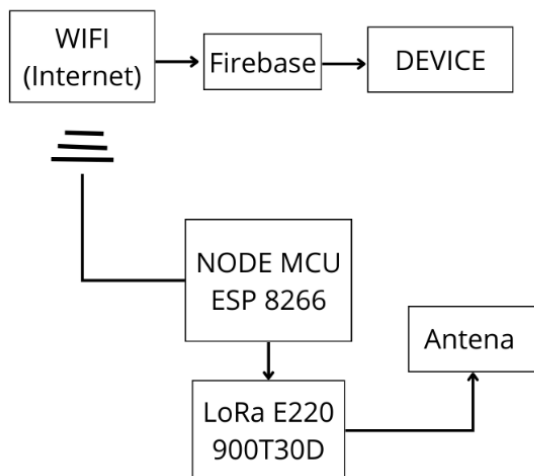 WIFI
(Internet)
Firebase
DEVICE
NODE MCU
ESP 8266
Antena
LoRa E220
900T30D